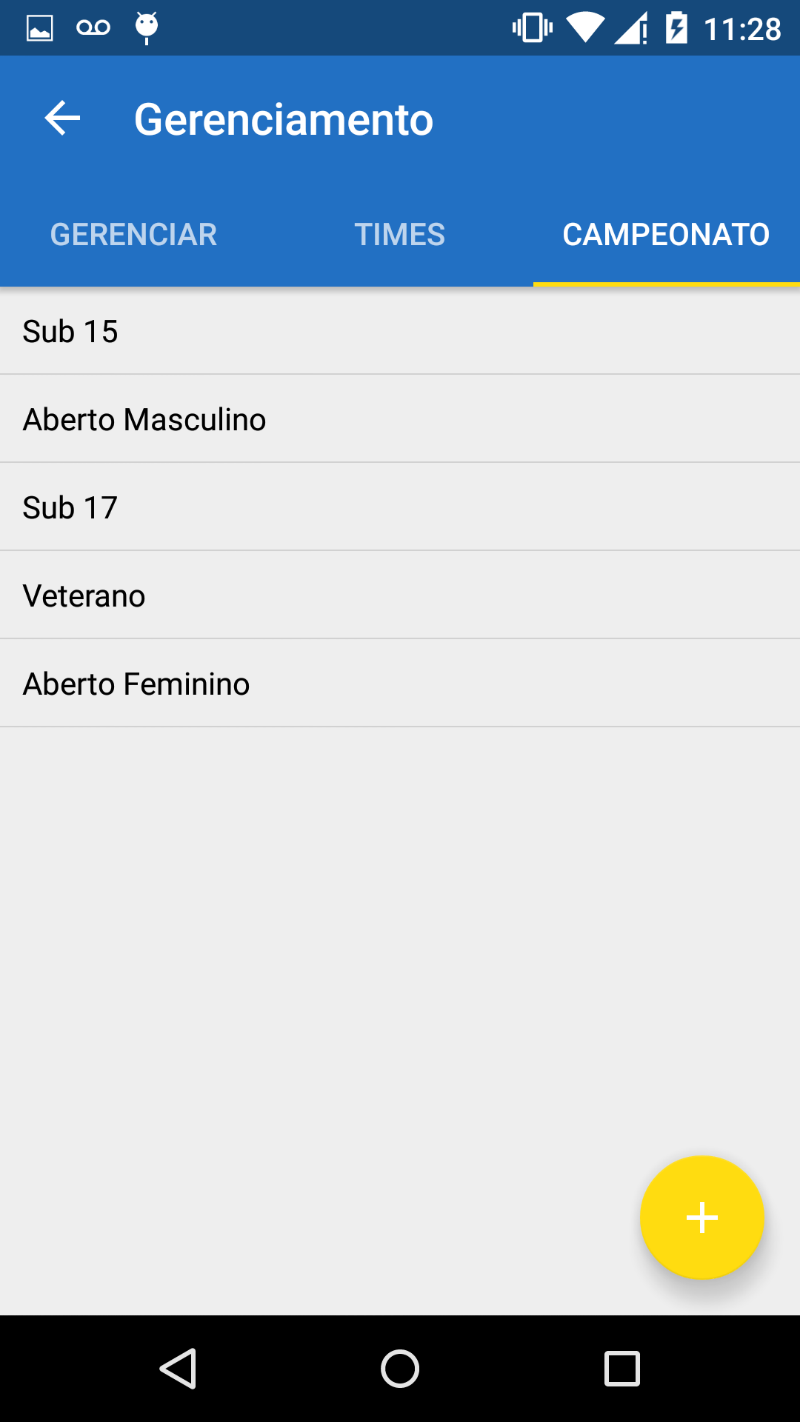 11:28
Gerenciamento
GERENCIAR TIMES CAMPEONATO
Sub 15
Aberto Masculino
Sub 17
Veterano
Aberto Feminino